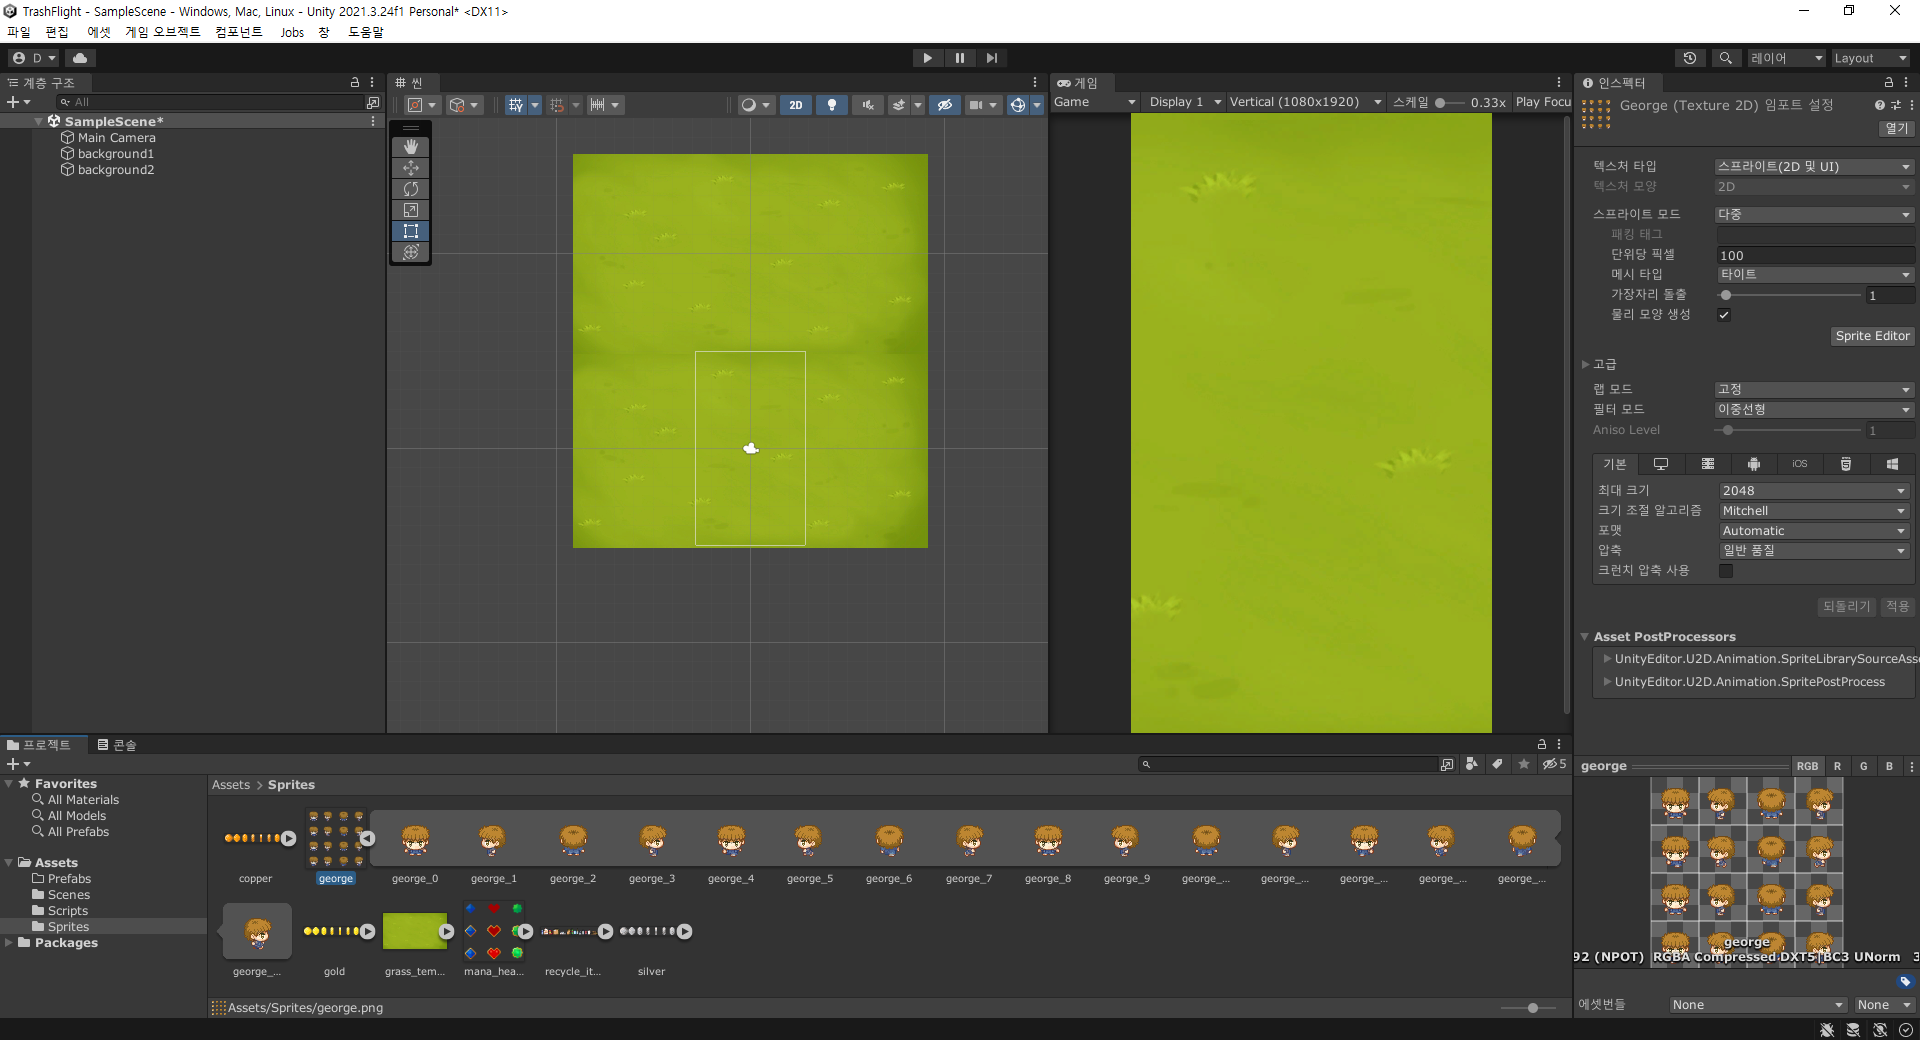 TrashFlight - SampleScene - Windows, Mac, Linux - Unity 2021.3.24f1 Personal* <DX11>
파일 편집 에셋 게임 오브젝트 컴포넌트 Jobs 창 도움말
D 레이어 Layout
계층 구조
All
SampleScene*
Main Camera
background1
background2
씬
2D
게임
Game Display 1 Vertical (1080x1920) 스케일 0.33x Play Focu
인스펙터
George (Texture 2D) 임포트 설정
열기
텍스처 타입 스프라이트(2D 및 UI)
텍스처 모양 2D
스프라이트 모드 다중
패킹 태그
단위당 픽셀 100
메시 타입 타이트
가장자리 돌출 1
물리 모양 생성
Sprite Editor
고급
랩 모드 고정
필터 모드 이중선형
Aniso Level 1
기본 iOS
최대 크기 2048
크기 조절 알고리즘 Mitchell
포맷 Automatic
압축 일반 품질
크런치 압축 사용
되돌리기 적용
Asset PostProcessors
UnityEditor.U2D.Animation.SpriteLibrarySourceAss
UnityEditor.U2D.Animation.SpritePostProcess
프로젝트 콘솔
5
Favorites
All Materials
All Models
All Prefabs
Assets
Prefabs
Scenes
Scripts
Sprites
Packages
Assets > Sprites
copper george george_0 george_1 george_2 george_3 george_4 george_5 george_6 george_7 george_8 george_9 george_... george_... george_... george_... george_...
george_... gold grass_tem... mana_hea... recycle_it... silver
Assets/Sprites/george.png
george RGB R G B
george
92 (NPOT) RGBA Compressed DXT5|BC3 UNorm 3
에셋번들 None None